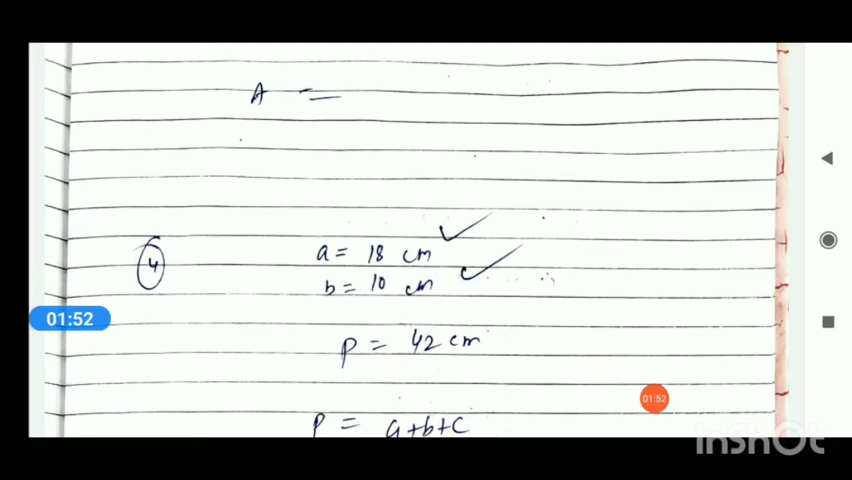 A =
4
a = 18 cm
b = 10 cm
01:52
P = 42 cm
01:52
P = a+b+c
InShOt